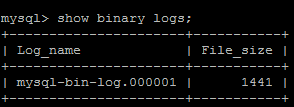 mysql> show binary logs;
+----------------------+-----------+
| Log_name             | File_size |
+----------------------+-----------+
| mysql-bin-log.000001 |      1441 |
+----------------------+-----------+